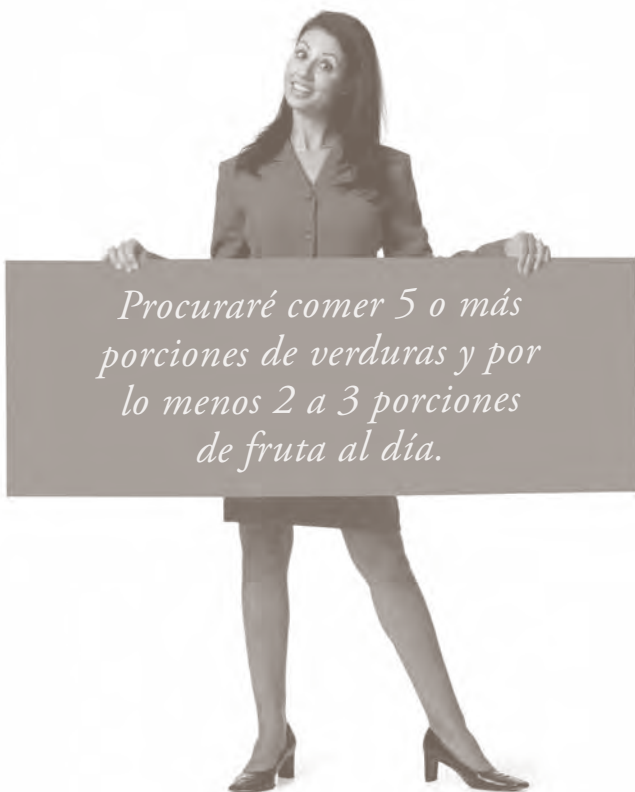 Procuraré comer 5 o más
porciones de verduras y por
lo menos 2 a 3 porciones
de fruta al día.